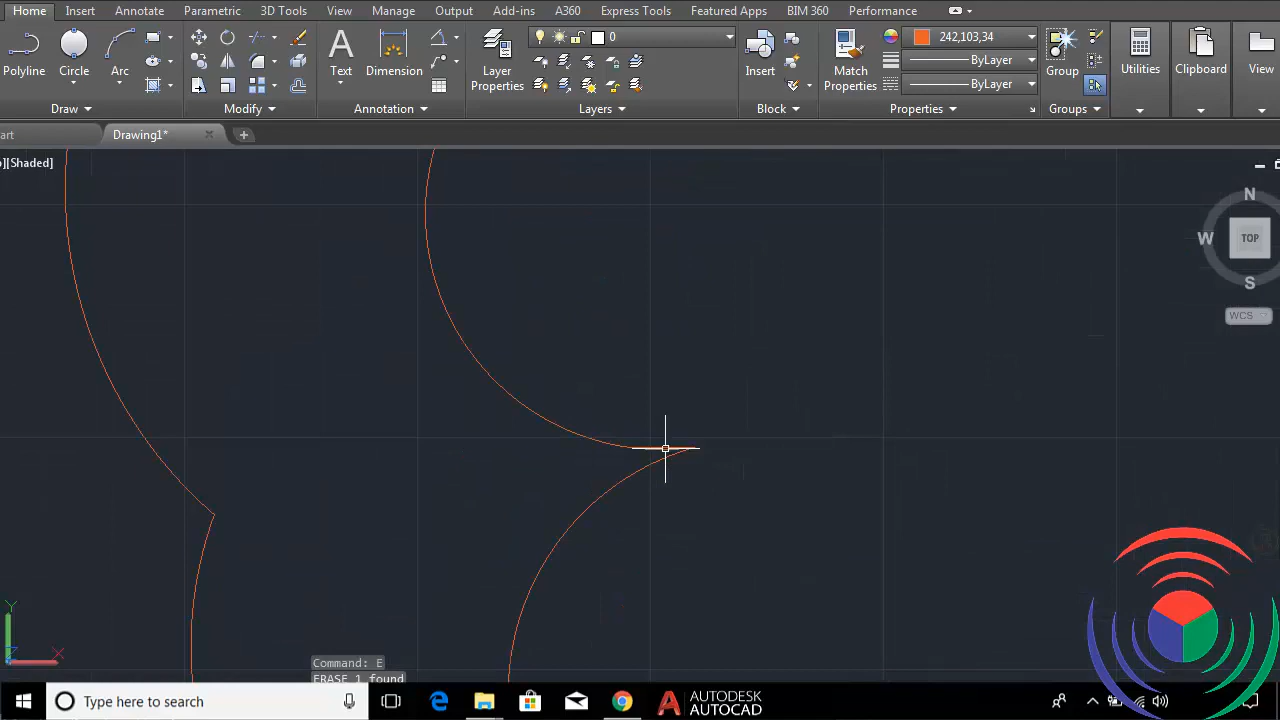 Home Insert Annotate Parametric 3D Tools View Manage Output Add-ins A360 Express Tools Featured Apps BIM 360 Performance
0
242,103,34
ByLayer
ByLayer
Polyline Circle Arc Text Dimension Layer Properties Insert Match Properties Group Utilities Clipboard View
Draw Modify Annotation Layers Block Properties Groups
art Drawing1*
][Shaded]
N
W TOP
S
WCS
Y
X
Command: E
ERASE 1 found
Type here to search
AUTODESK
AUTOCAD